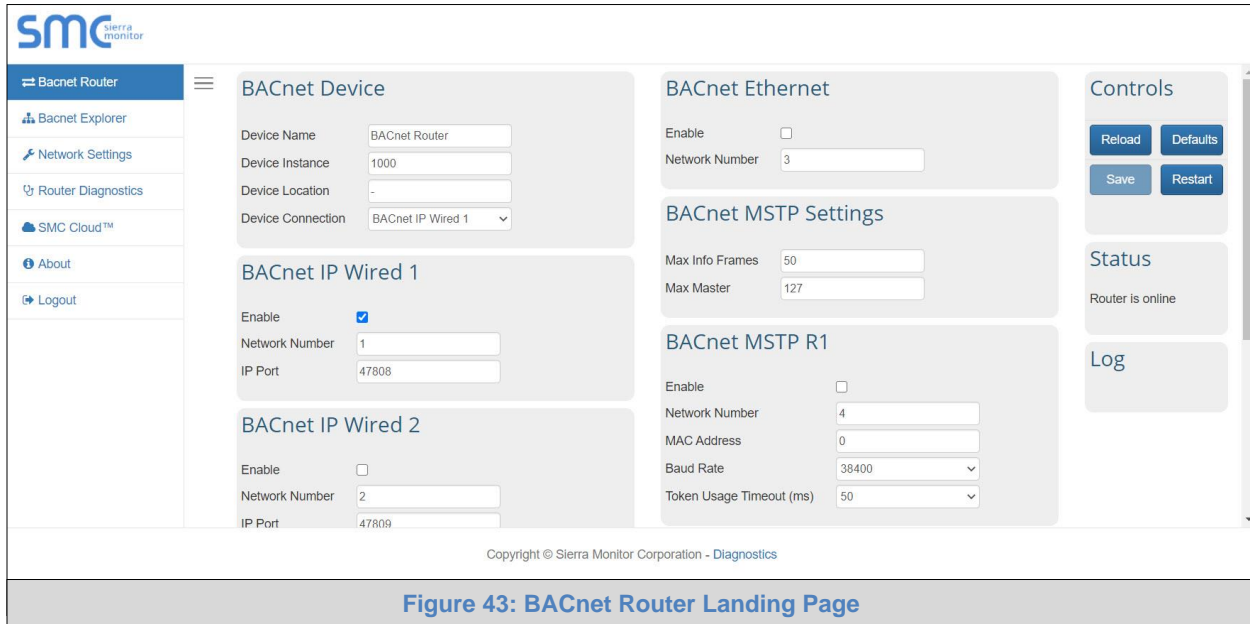 SMC sierra monitor
Bacnet Router
Bacnet Explorer
Network Settings
Router Diagnostics
SMC Cloud™
About
Logout
BACnet Device
Device Name BACnet Router
Device Instance 1000
Device Location -
Device Connection BACnet IP Wired 1
BACnet IP Wired 1
Enable
Network Number 1
IP Port 47808
BACnet IP Wired 2
Enable
Network Number 2
IP Port 47809
BACnet Ethernet
Enable
Network Number 3
BACnet MSTP Settings
Max Info Frames 50
Max Master 127
BACnet MSTP R1
Enable
Network Number 4
MAC Address 0
Baud Rate 38400
Token Usage Timeout (ms) 50
Controls
Reload Defaults
Save Restart
Status
Router is online
Log
Copyright © Sierra Monitor Corporation - Diagnostics
Figure 43: BACnet Router Landing Page